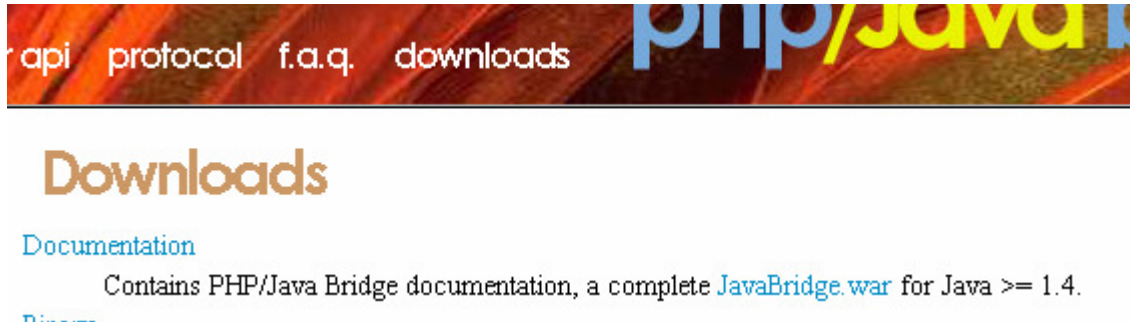 r api protocol f.a.q. downloads php/Java b
Downloads
Documentation
Contains PHP/Java Bridge documentation, a complete JavaBridge.war for Java >= 1.4.